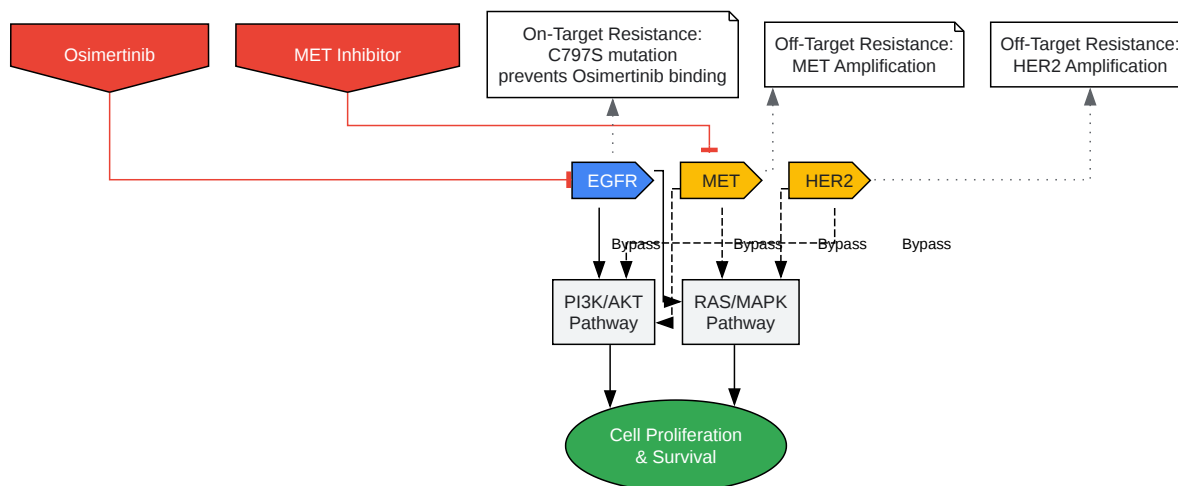 Osimertinib
MET Inhibitor
On-Target Resistance:
C797S mutation
prevents Osimertinib binding
Off-Target Resistance:
MET Amplification
Off-Target Resistance:
HER2 Amplification
EGFR
MET
HER2
Bypass
Bypass
Bypass
Bypass
PI3K/AKT
Pathway
RAS/MAPK
Pathway
Cell Proliferation
& Survival